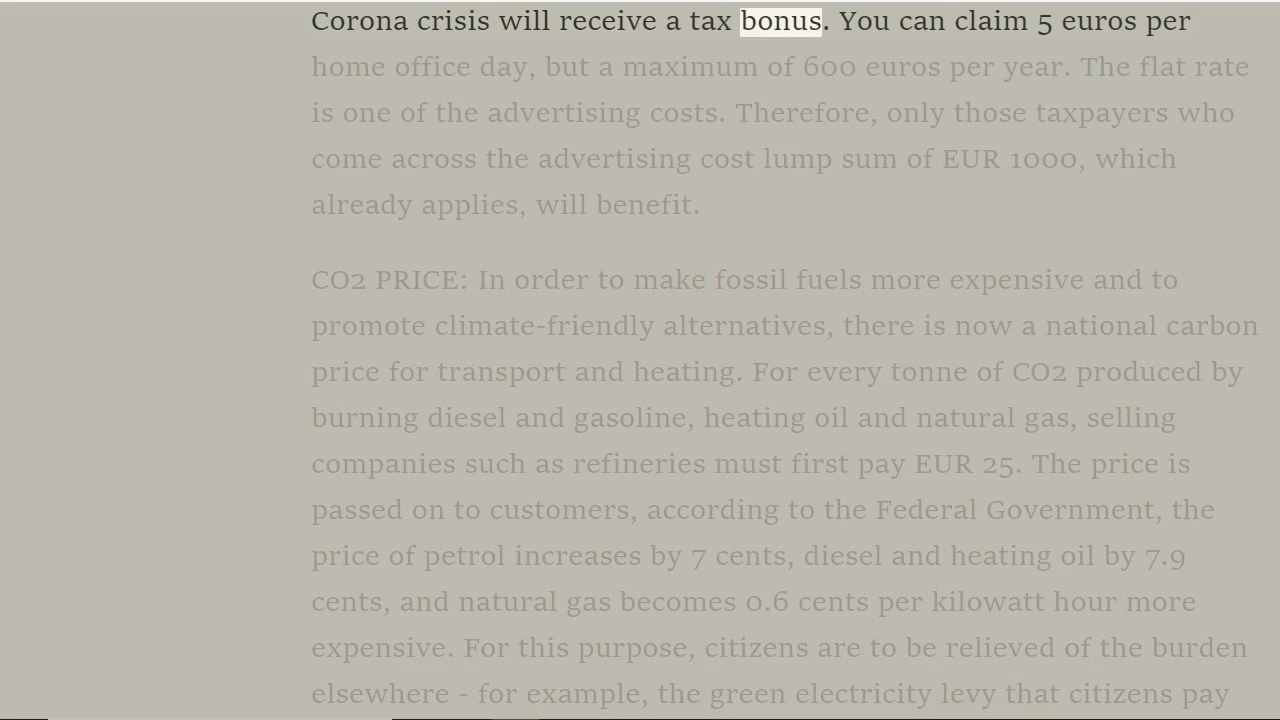 Corona crisis will receive a tax bonus. You can claim 5 euros per
home office day, but a maximum of 600 euros per year. The flat rate
is one of the advertising costs. Therefore, only those taxpayers who
come across the advertising cost lump sum of EUR 1000, which
already applies, will benefit.
CO2 PRICE: In order to make fossil fuels more expensive and to
promote climate-friendly alternatives, there is now a national carbon
price for transport and heating. For every tonne of CO2 produced by
burning diesel and gasoline, heating oil and natural gas, selling
companies such as refineries must first pay EUR 25. The price is
passed on to customers, according to the Federal Government, the
price of petrol increases by 7 cents, diesel and heating oil by 7.9
cents, and natural gas becomes 0.6 cents per kilowatt hour more
expensive. For this purpose, citizens are to be relieved of the burden
elsewhere - for example, the green electricity levy that citizens pay